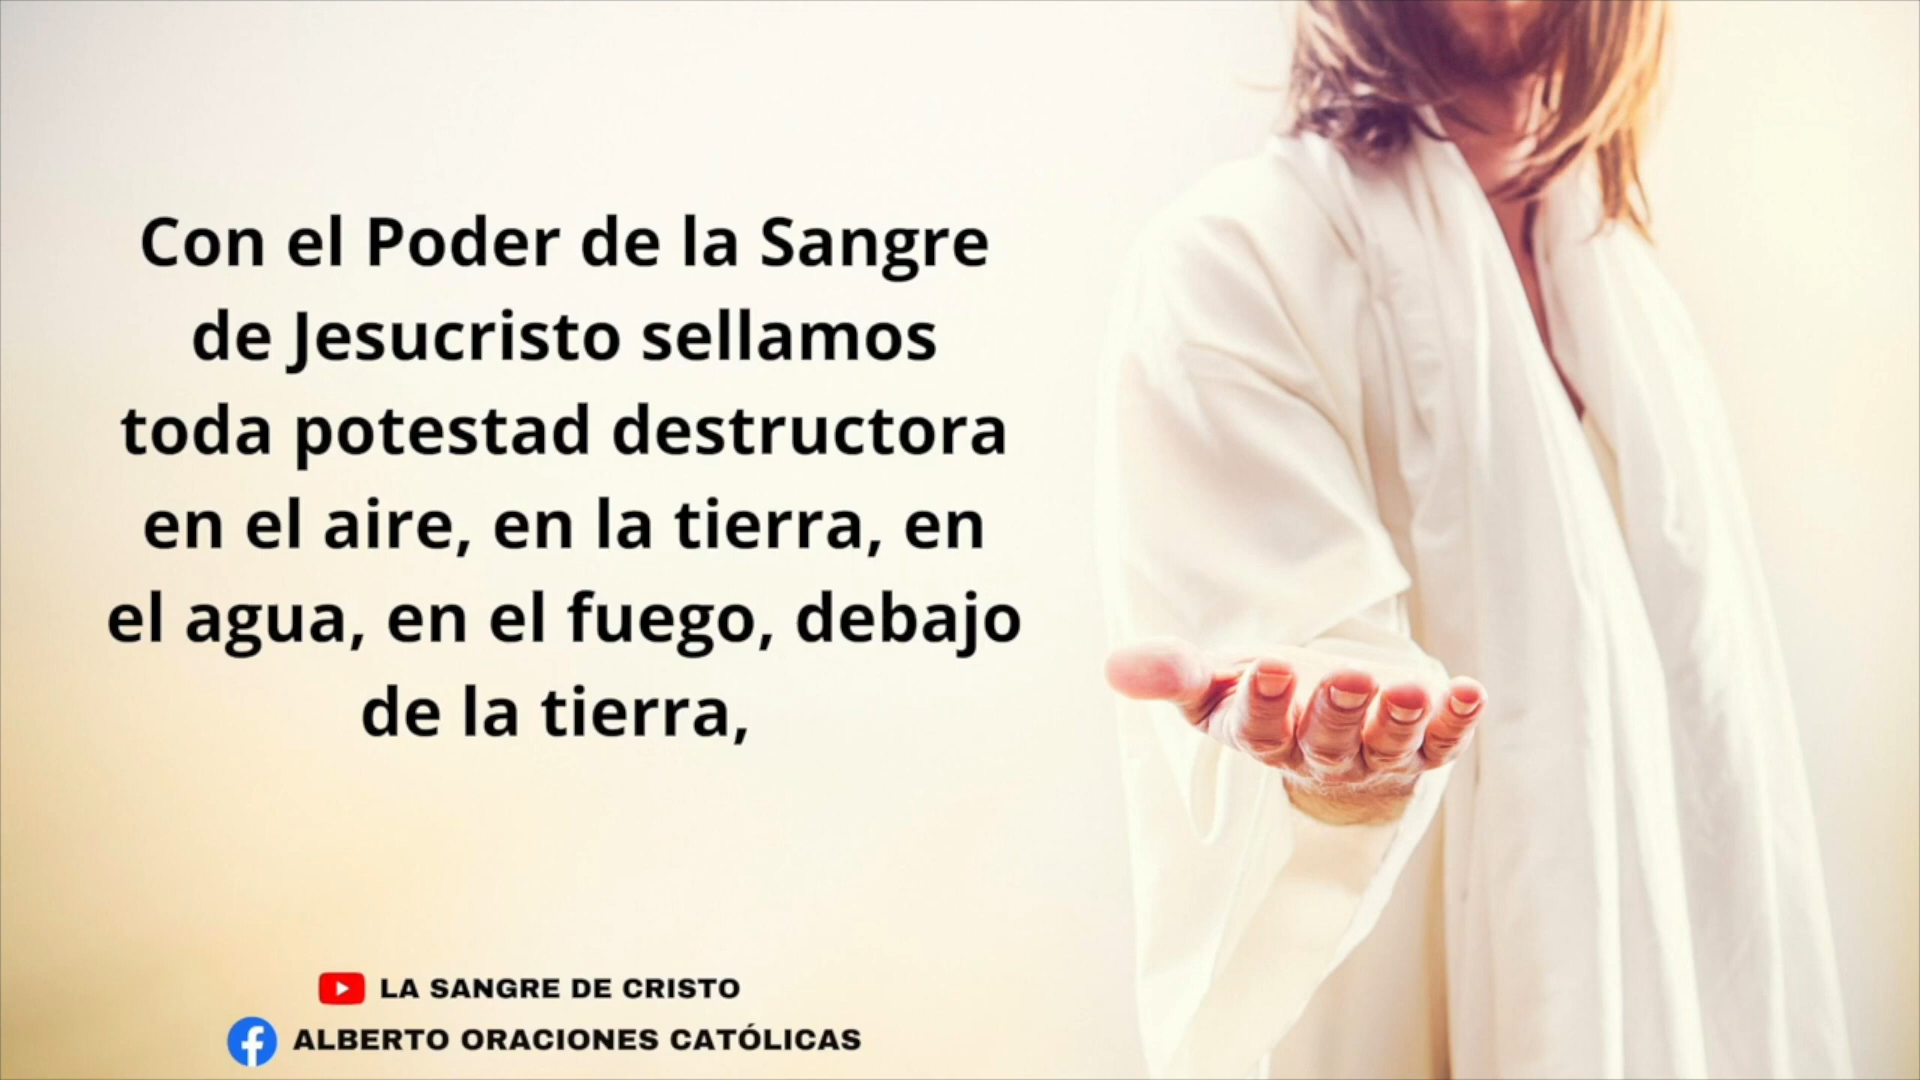 Con el Poder de la Sangre
de Jesucristo sellamos
toda potestad destructora
en el aire, en la tierra, en
el agua, en el fuego, debajo
de la tierra,
LA SANGRE DE CRISTO
ALBERTO ORACIONES CATÓLICAS